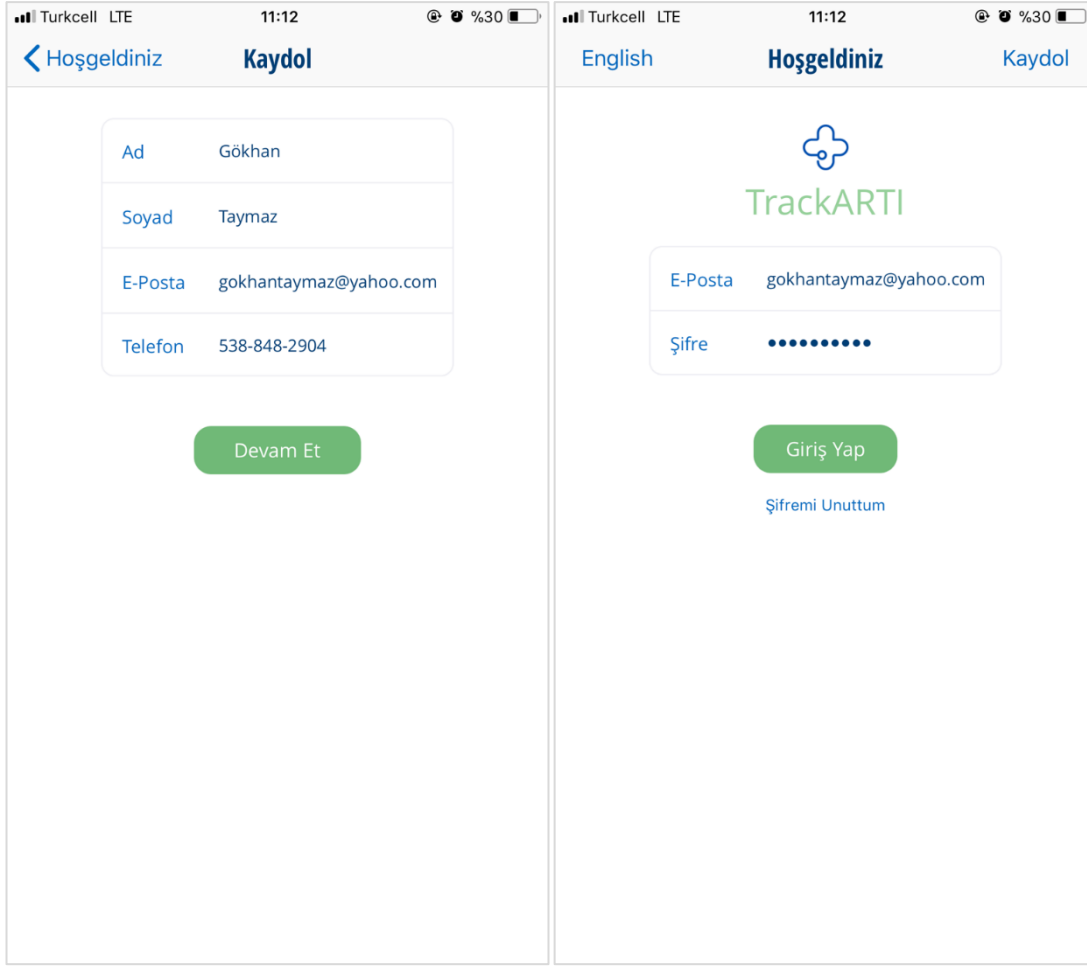 Turkcell LTE 11:12 %30
Hoşgeldiniz Kaydol
Ad Gökhan
Soyad Taymaz
E-Posta gokhantaymaz@yahoo.com
Telefon 538-848-2904
Devam Et
Turkcell LTE 11:12 %30
English Hoşgeldiniz Kaydol
TrackARTI
E-Posta gokhantaymaz@yahoo.com
Şifre ••••••••••
Giriş Yap
Şifremi Unuttum